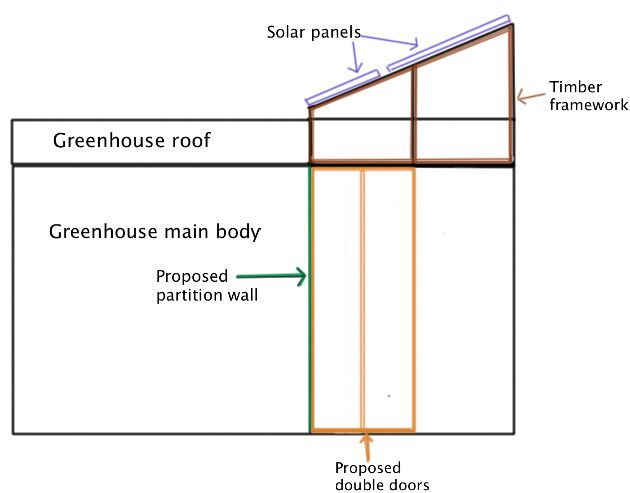 Solar panels
Timber
framework
Greenhouse roof
Greenhouse main body
Proposed
partition wall
Proposed
double doors